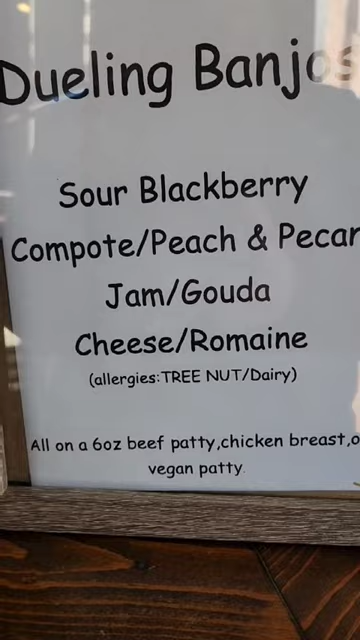 Dueling Banjos
Sour Blackberry
Compote/Peach & Pecan
Jam/Gouda
Cheese/Romaine
(allergies:TREE NUT/Dairy)
All on a 6oz beef patty,chicken breast,o
vegan patty.